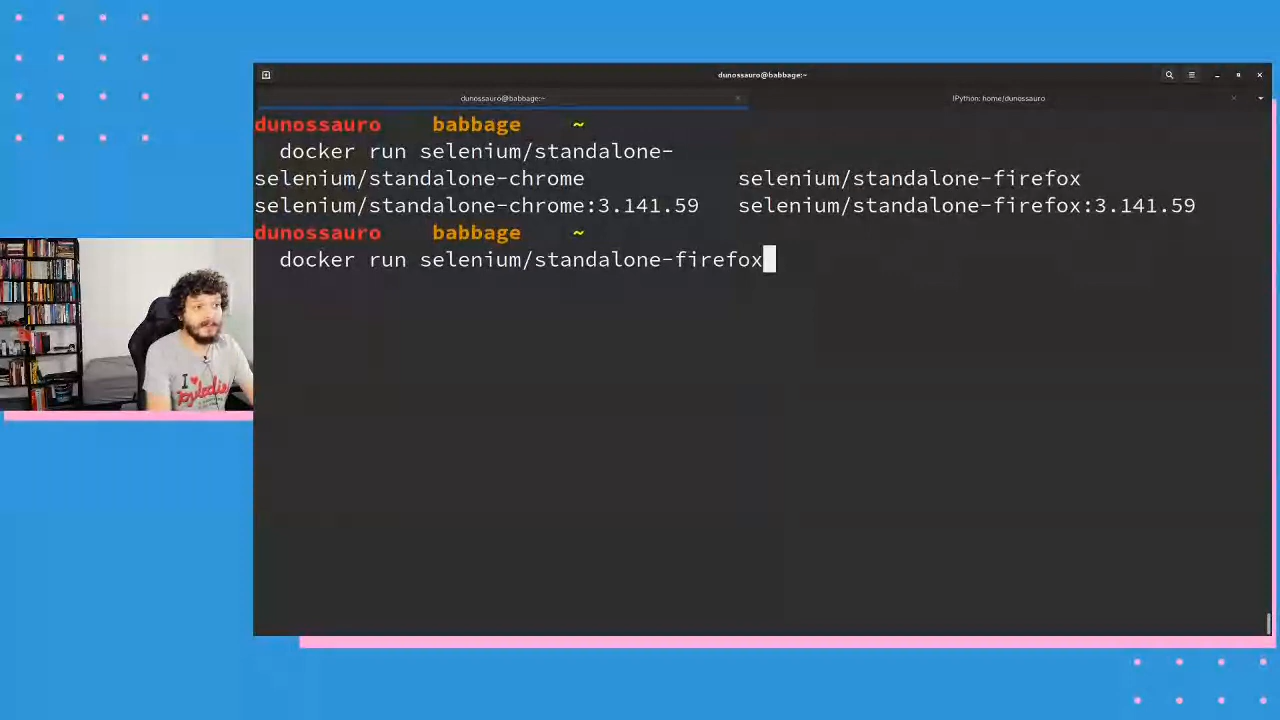 dunossauro@babbage:~
dunossauro@babbage:~
IPython: home/dunossauro
dunossauro babbage ~
docker run selenium/standalone-
selenium/standalone-chrome selenium/standalone-firefox
selenium/standalone-chrome:3.141.59 selenium/standalone-firefox:3.141.59
dunossauro babbage ~
docker run selenium/standalone-firefox
I